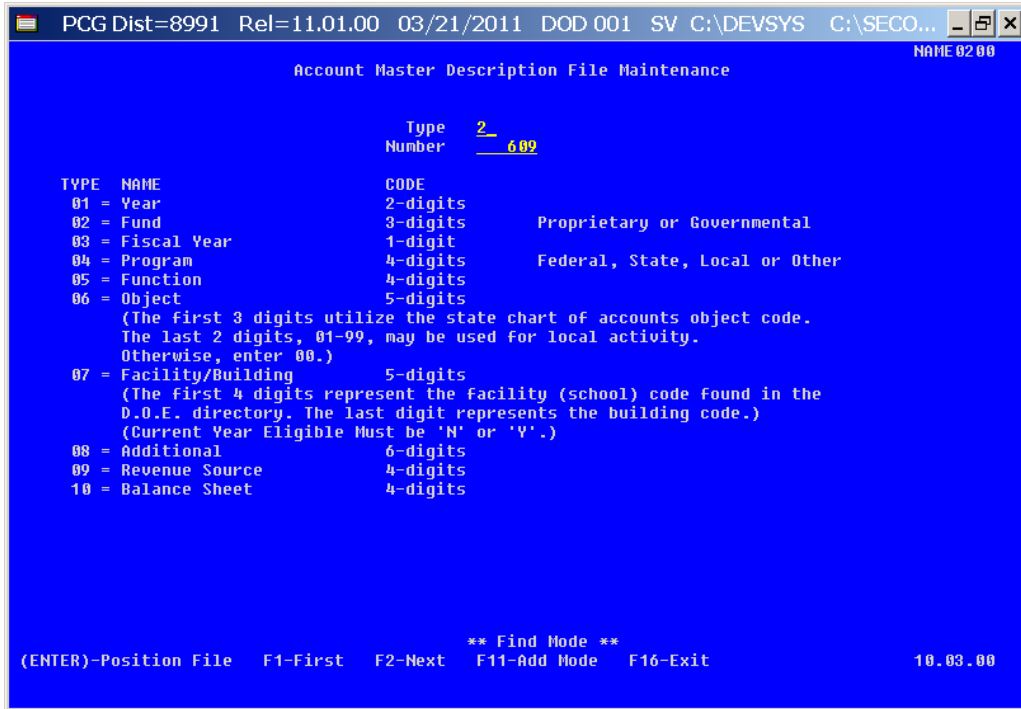 PCG Dist=8991 Rel=11.01.00 03/21/2011 DOD 001 SV C:\DEVSYS C:\SECO...
NAME0200
Account Master Description File Maintenance
Type 2_
Number 609
TYPE NAME CODE
01 = Year 2-digits
02 = Fund 3-digits Proprietary or Governmental
03 = Fiscal Year 1-digit
04 = Program 4-digits Federal, State, Local or Other
05 = Function 4-digits
06 = Object 5-digits
(The first 3 digits utilize the state chart of accounts object code.
The last 2 digits, 01-99, may be used for local activity.
Otherwise, enter 00.)
07 = Facility/Building 5-digits
(The first 4 digits represent the facility (school) code found in the
D.O.E. directory. The last digit represents the building code.)
(Current Year Eligible Must be 'N' or 'Y'.)
08 = Additional 6-digits
09 = Revenue Source 4-digits
10 = Balance Sheet 4-digits
** Find Mode **
(ENTER)-Position File F1-First F2-Next F11-Add Mode F16-Exit 10.03.00